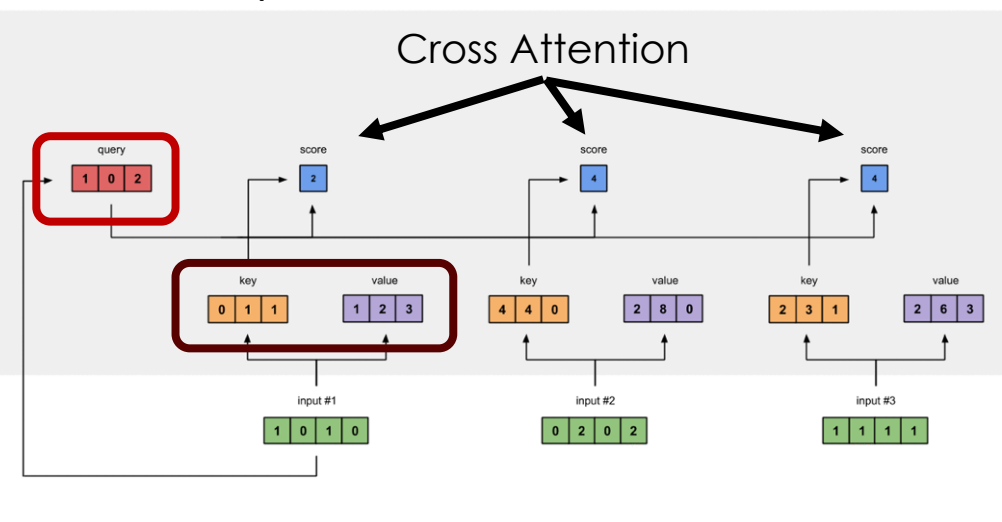 Cross Attention
query score score score
1 0 2 2 4 4
key value key value key value
0 1 1 1 2 3 4 4 0 2 8 0 2 3 1 2 6 3
input #1 input #2 input #3
1 0 1 0 0 2 0 2 1 1 1 1